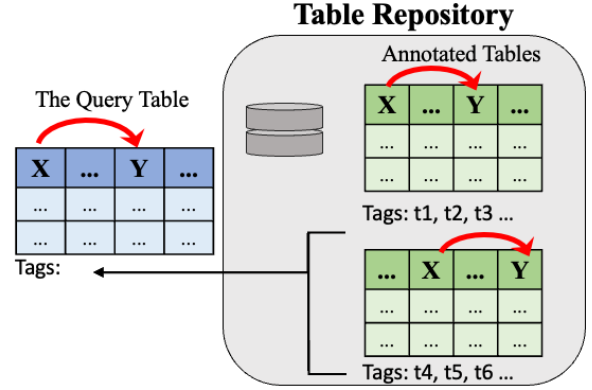 Table Repository
The Query Table
X ... Y ...
... ... ... ...
... ... ... ...
Tags:
Annotated Tables
X ... Y ...
... ... ... ...
... ... ... ...
Tags: t1, t2, t3 ...
... X ... Y
... ... ... ...
... ... ... ...
Tags: t4, t5, t6 ...